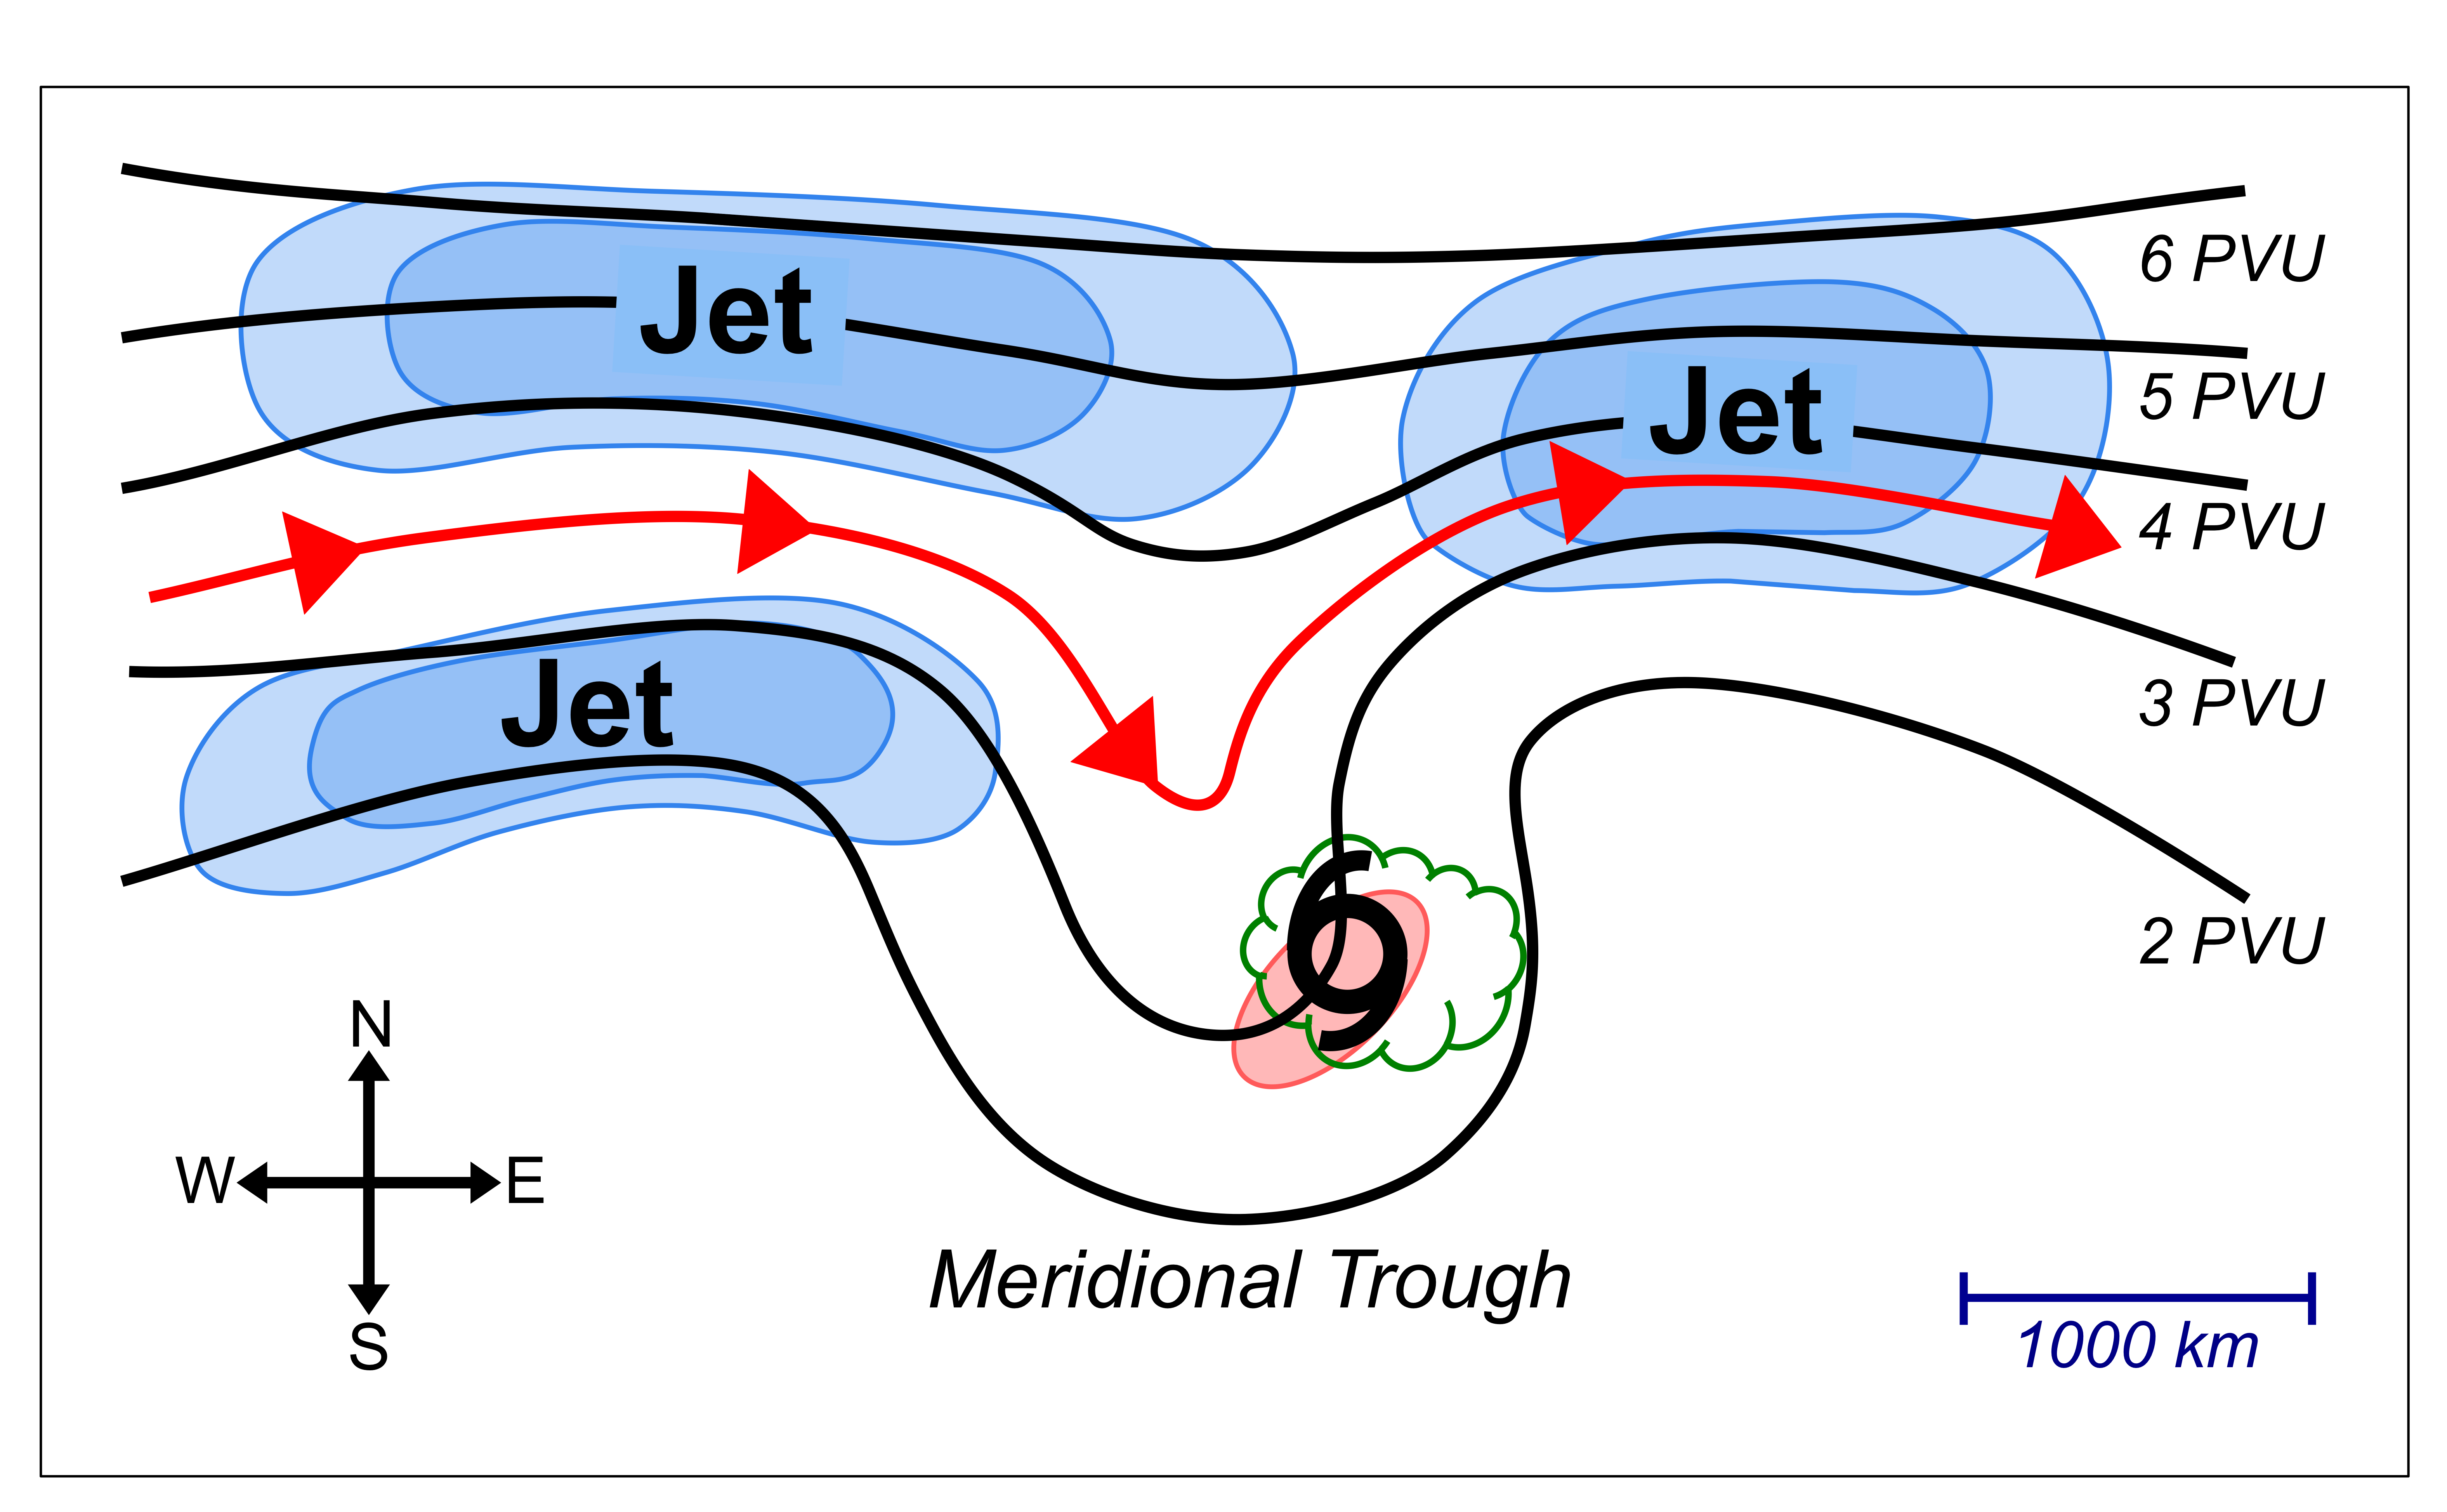 6 PVU
Jet
5 PVU
Jet
4 PVU
Jet
3 PVU
2 PVU
N
W E
S
Meridional Trough
1000 km